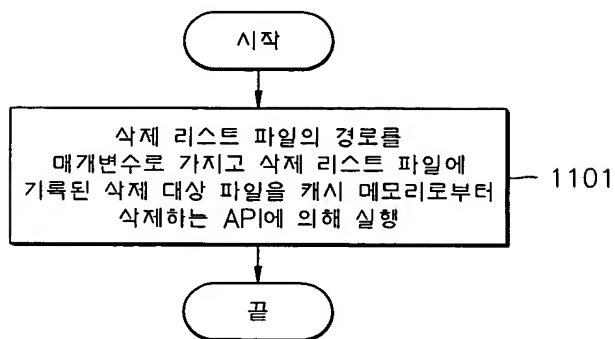 시작
삭제 리스트 파일의 경로를
매개변수로 가지고 삭제 리스트 파일에
기록된 삭제 대상 파일을 캐시 메모리로부터
삭제하는 API에 의해 실행
1101
끝